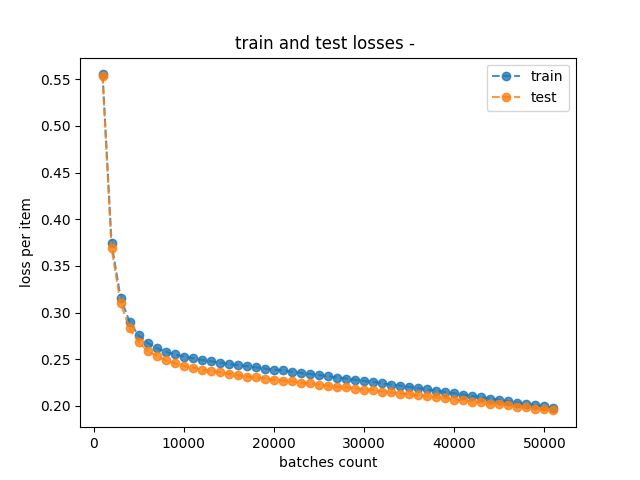 train and test losses -
train
test
0.55
0.50
0.45
0.40
0.35
0.30
0.25
0.20
loss per item
0
10000
20000
30000
40000
50000
batches count